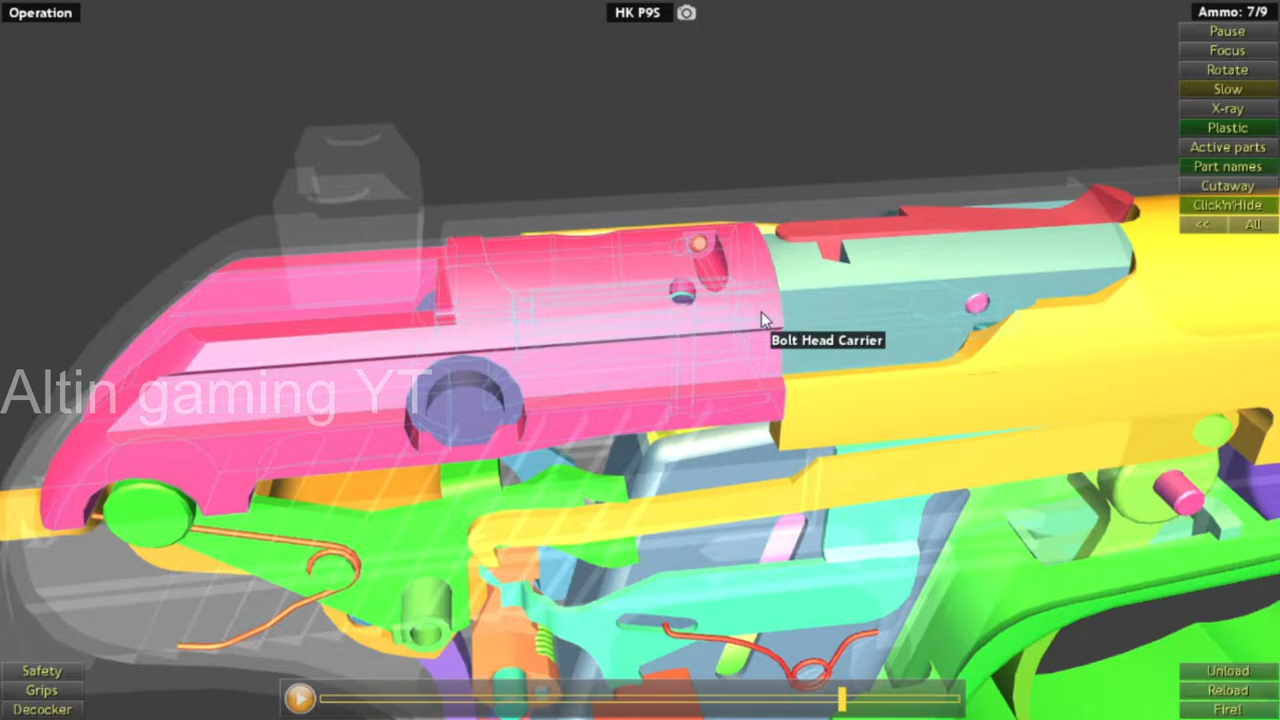 Operation
HK P9S
Ammo: 7/9
Pause
Focus
Rotate
Slow
X-ray
Plastic
Active parts
Part names
Cutaway
Click'n'Hide
<< All
Bolt Head Carrier
Altin gaming YT
Safety
Grips
Decocker
Unload
Reload
Fire!